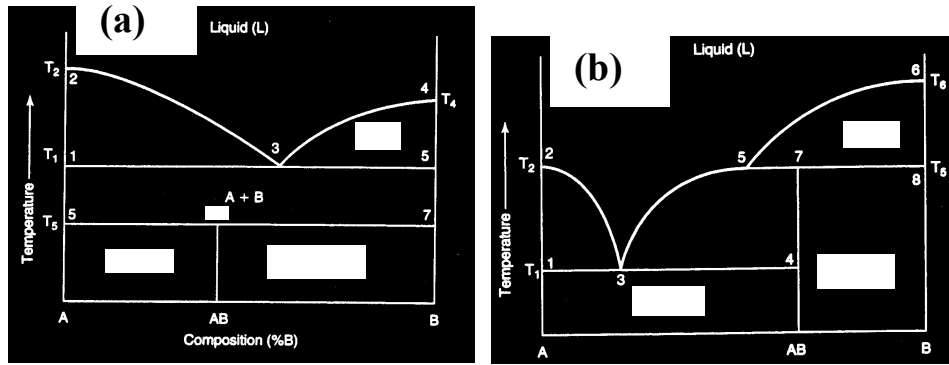 (a)
Liquid (L)
T2
2
4
T4
3
T1
1
5
A + B
T5
5
7
Temperature
A
AB
B
Composition (%B)
(b)
Liquid (L)
6
T6
2
T2
5
7
T5
8
Temperature
T1
1
3
4
A
AB
B